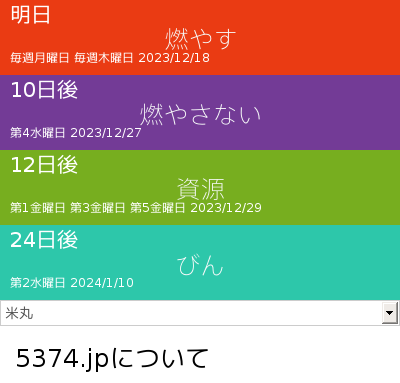 明日
燃やす
毎週月曜日 毎週木曜日 2023/12/18
10日後
燃やさない
第4水曜日 2023/12/27
12日後
資源
第1金曜日 第3金曜日 第5金曜日 2023/12/29
24日後
びん
第2水曜日 2024/1/10
米丸
5374.jpについて